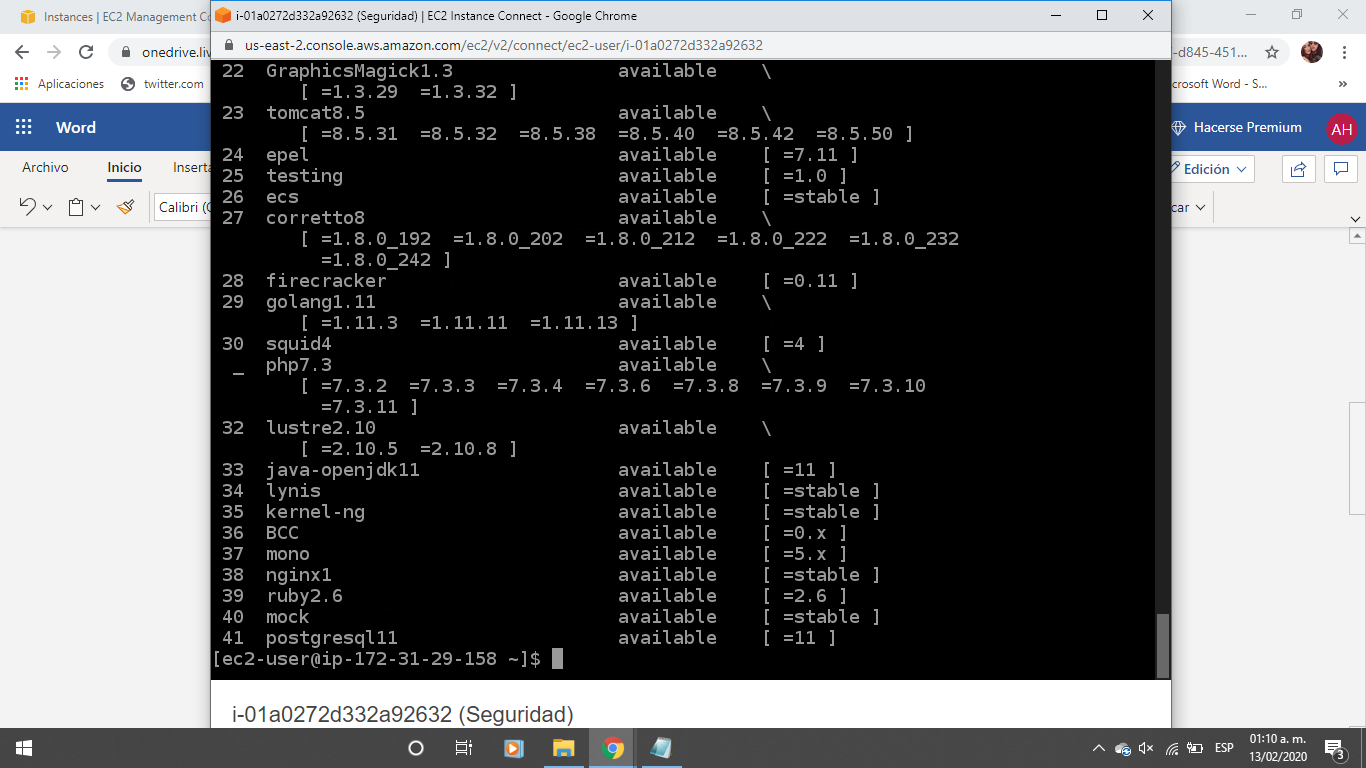 Instances | EC2 Management Co
i-01a0272d332a92632 (Seguridad) | EC2 Instance Connect - Google Chrome
onedrive.liv
us-east-2.console.aws.amazon.com/ec2/v2/connect/ec2-user/i-01a0272d332a92632
-d845-451...
Aplicaciones
twitter.com
crosoft Word - S...
»
Word
Hacerse Premium
AH
Archivo
Inicio
Inserta
Edición
Calibri (C
car
22 GraphicsMagick1.3 available \
[ =1.3.29 =1.3.32 ]
23 tomcat8.5 available \
[ =8.5.31 =8.5.32 =8.5.38 =8.5.40 =8.5.42 =8.5.50 ]
24 epel available [ =7.11 ]
25 testing available [ =1.0 ]
26 ecs available [ =stable ]
27 corretto8 available \
[ =1.8.0_192 =1.8.0_202 =1.8.0_212 =1.8.0_222 =1.8.0_232
=1.8.0_242 ]
28 firecracker available [ =0.11 ]
29 golang1.11 available \
[ =1.11.3 =1.11.11 =1.11.13 ]
30 squid4 available [ =4 ]
_ php7.3 available \
[ =7.3.2 =7.3.3 =7.3.4 =7.3.6 =7.3.8 =7.3.9 =7.3.10
=7.3.11 ]
32 lustre2.10 available \
[ =2.10.5 =2.10.8 ]
33 java-openjdk11 available [ =11 ]
34 lynis available [ =stable ]
35 kernel-ng available [ =stable ]
36 BCC available [ =0.x ]
37 mono available [ =5.x ]
38 nginx1 available [ =stable ]
39 ruby2.6 available [ =2.6 ]
40 mock available [ =stable ]
41 postgresql11 available [ =11 ]
[ec2-user@ip-172-31-29-158 ~]$
i-01a0272d332a92632 (Seguridad)
ESP
01:10 a. m.
13/02/2020
3